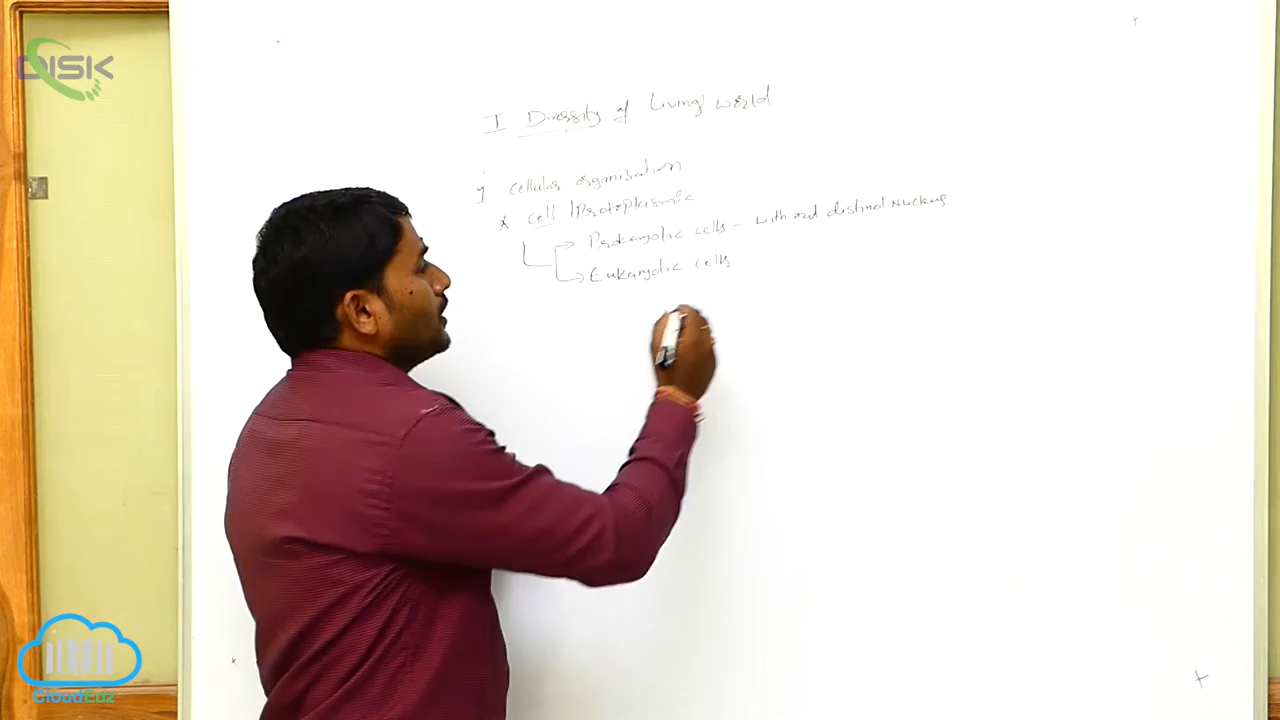 DISK
I Diversity of Living world
1 cellular organisation
* cell / Protoplasmic
→ Prokaryotic cells – with out distinct Nucleus
→ Eukaryotic cells
CloudEdz